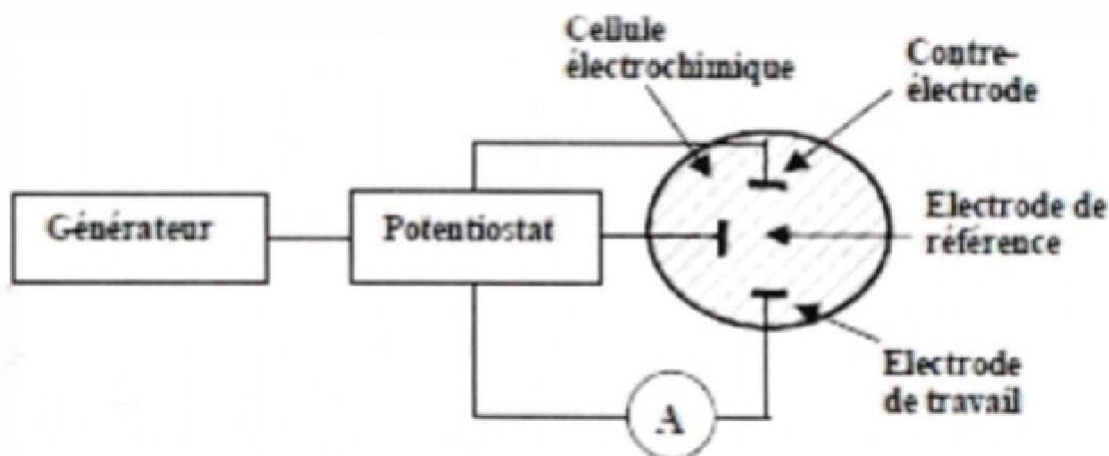 Cellule
électrochimique
Contre-
électrode
Générateur
Potentiostat
Electrode de
référence
Electrode
de travail
A